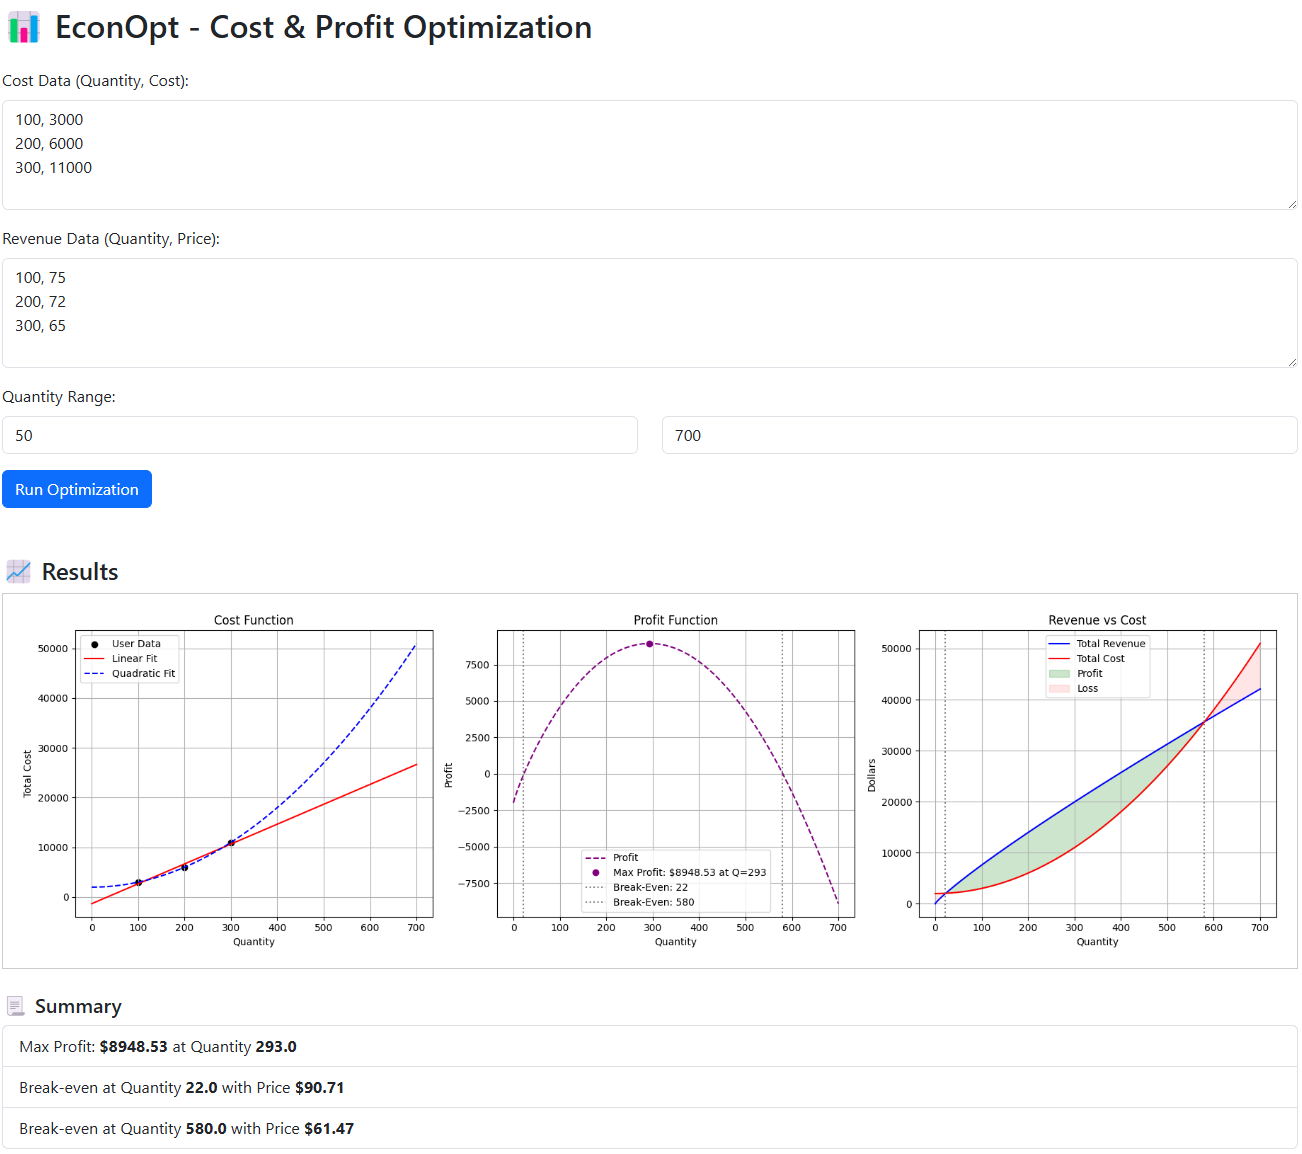 EconOpt - Cost & Profit Optimization
Cost Data (Quantity, Cost):
100, 3000
200, 6000
300, 11000
Revenue Data (Quantity, Price):
100, 75
200, 72
300, 65
Quantity Range:
50
700
Run Optimization
Results
Cost Function
User Data
Linear Fit
Quadratic Fit
50000
40000
30000
20000
10000
0
Total Cost
0 100 200 300 400 500 600 700
Quantity
Profit Function
7500
5000
2500
0
−2500
−5000
−7500
Profit
Profit
Max Profit: $8948.53 at Q=293
Break-Even: 22
Break-Even: 580
0 100 200 300 400 500 600 700
Quantity
Revenue vs Cost
Total Revenue
Total Cost
Profit
Loss
50000
40000
30000
20000
10000
0
Dollars
0 100 200 300 400 500 600 700
Quantity
Summary
Max Profit: $8948.53 at Quantity 293.0
Break-even at Quantity 22.0 with Price $90.71
Break-even at Quantity 580.0 with Price $61.47